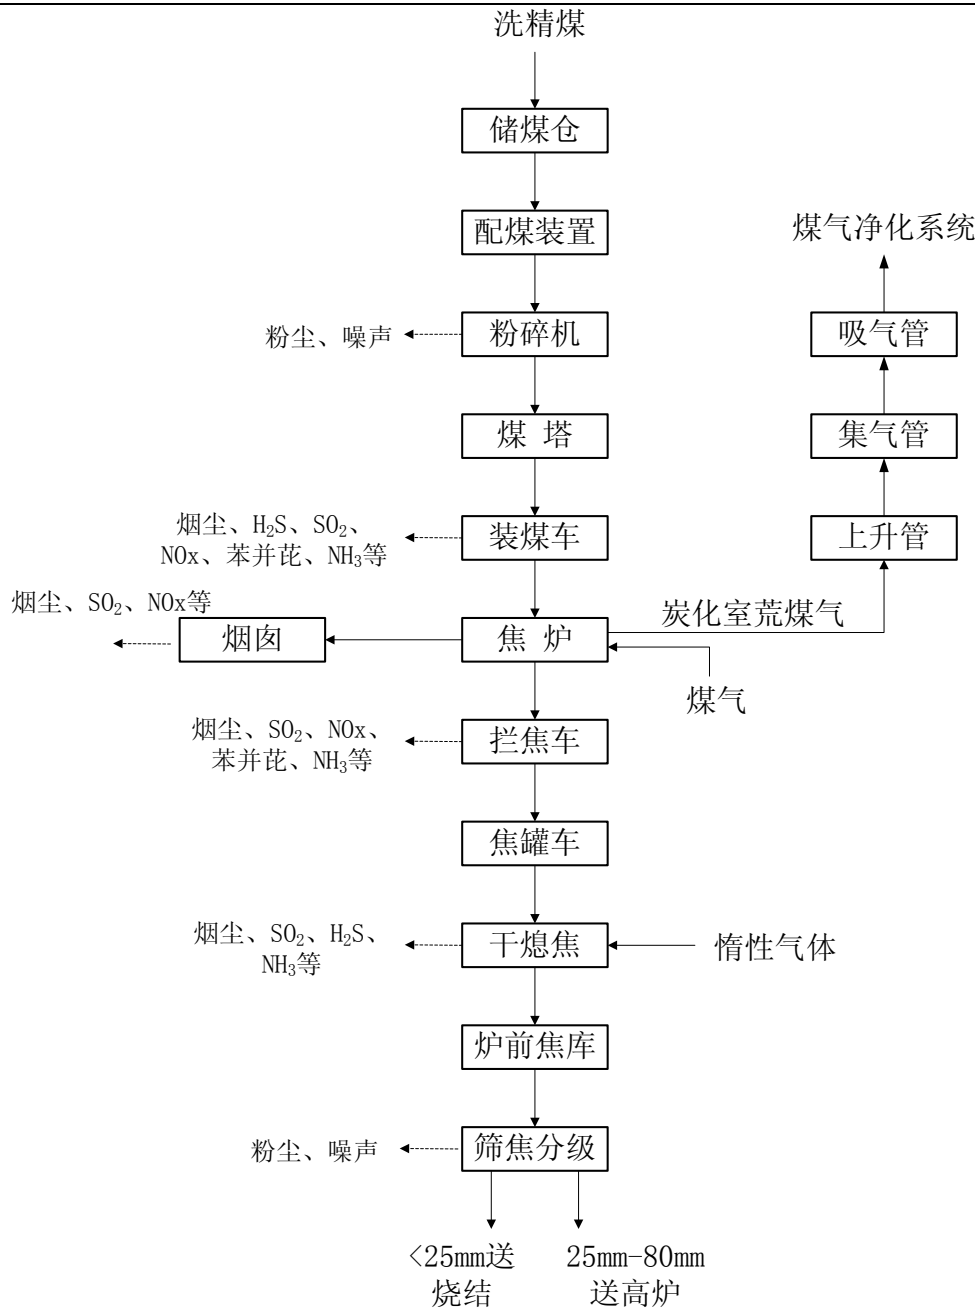 洗精煤
储煤仓
配煤装置
煤气净化系统
粉尘、噪声
粉碎机
吸气管
煤 塔
集气管
烟尘、H₂S、SO₂、
NOx、苯并芘、NH₃等
装煤车
上升管
烟尘、SO₂、NOx等
烟囱
焦 炉
炭化室荒煤气
煤气
烟尘、SO₂、NOx、
苯并芘、NH₃等
拦焦车
焦罐车
烟尘、SO₂、H₂S、
NH₃等
干熄焦
惰性气体
炉前焦库
粉尘、噪声
筛焦分级
<25mm送
烧结
25mm-80mm
送高炉